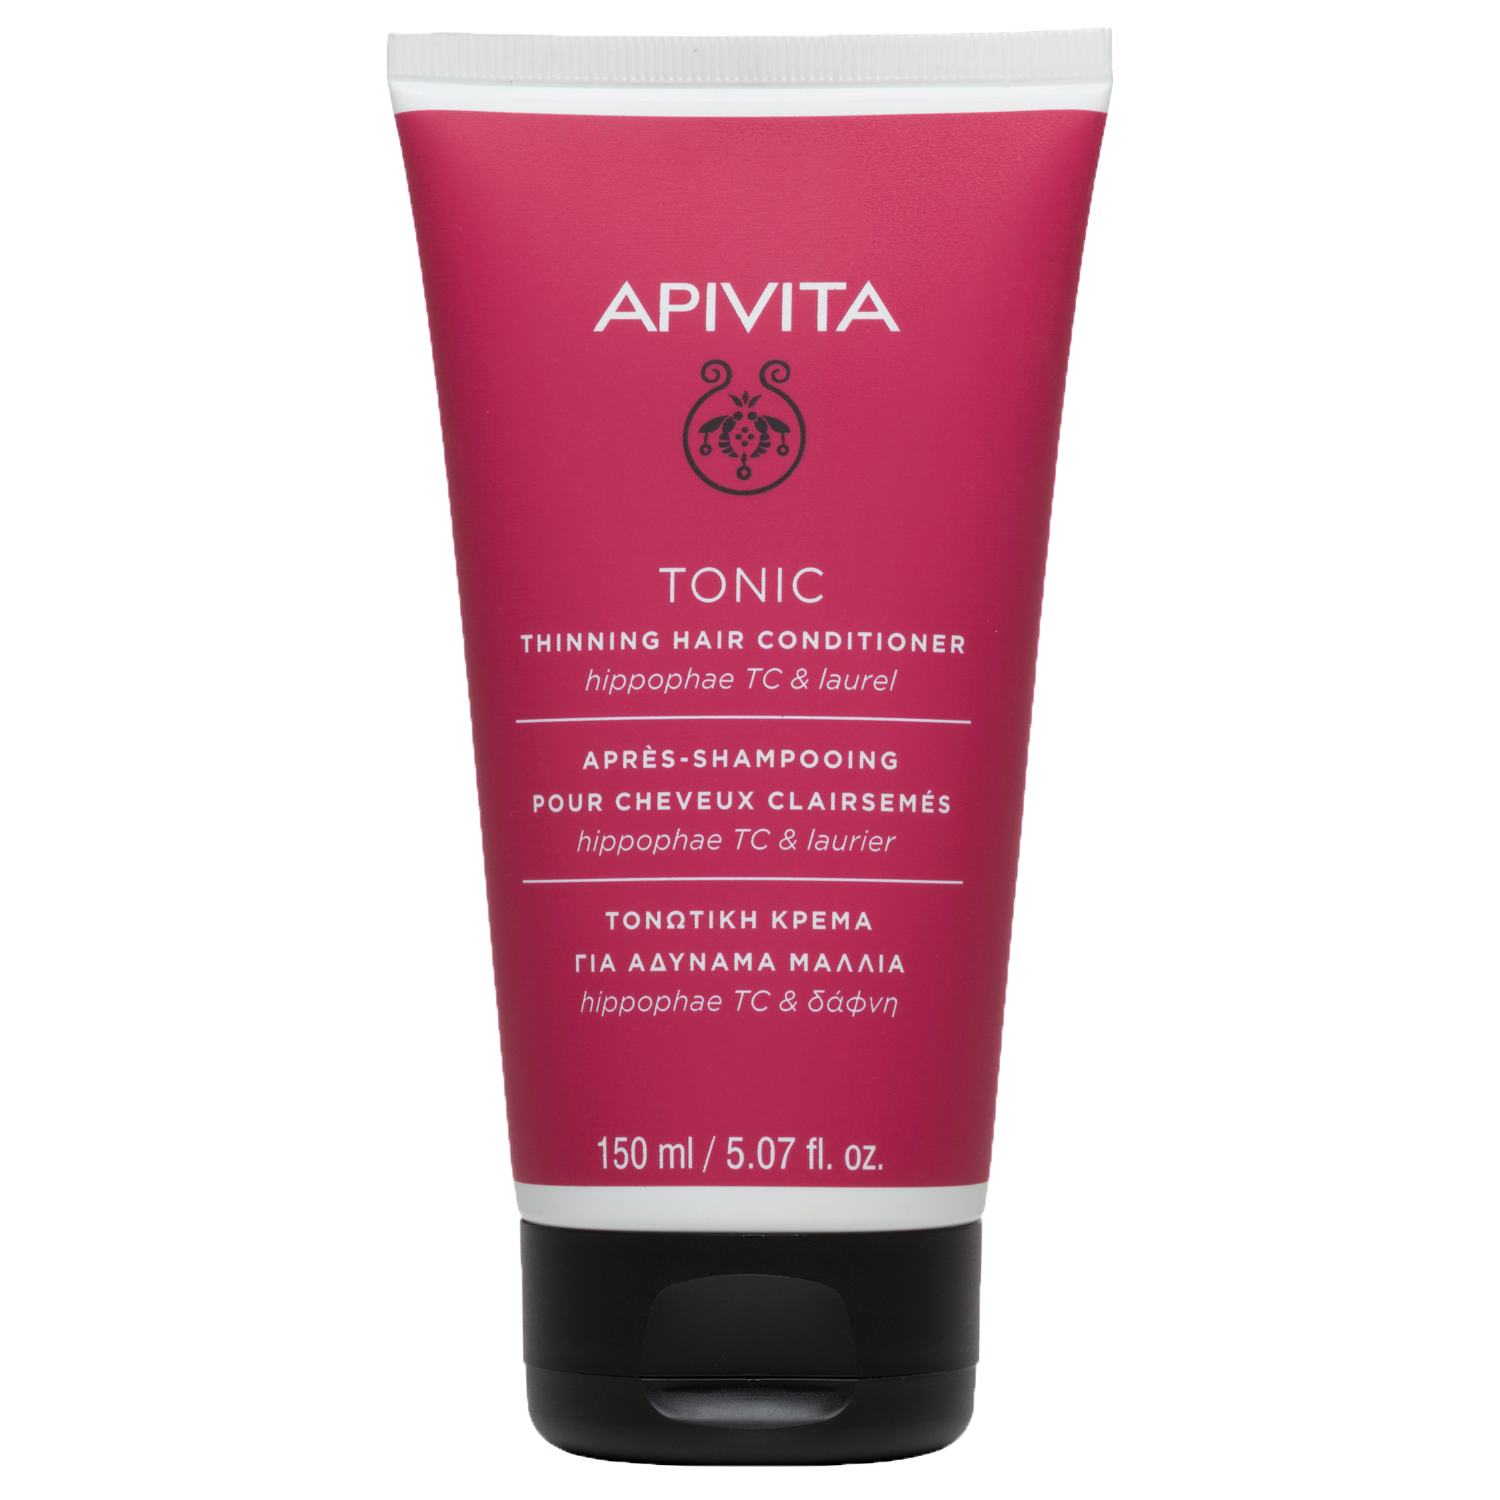 APIVITA
TONIC
THINNING HAIR CONDITIONER
hippophae TC & laurel
APRÈS-SHAMPOOING
POUR CHEVEUX CLAIRSEMÉS
hippophae TC & laurier
ΤΟΝΩΤΙΚΗ ΚΡΕΜΑ
ΓΙΑ ΑΔΥΝΑΜΑ ΜΑΛΛΙΑ
hippophae TC & δάφνη
150 ml / 5.07 fl. oz.